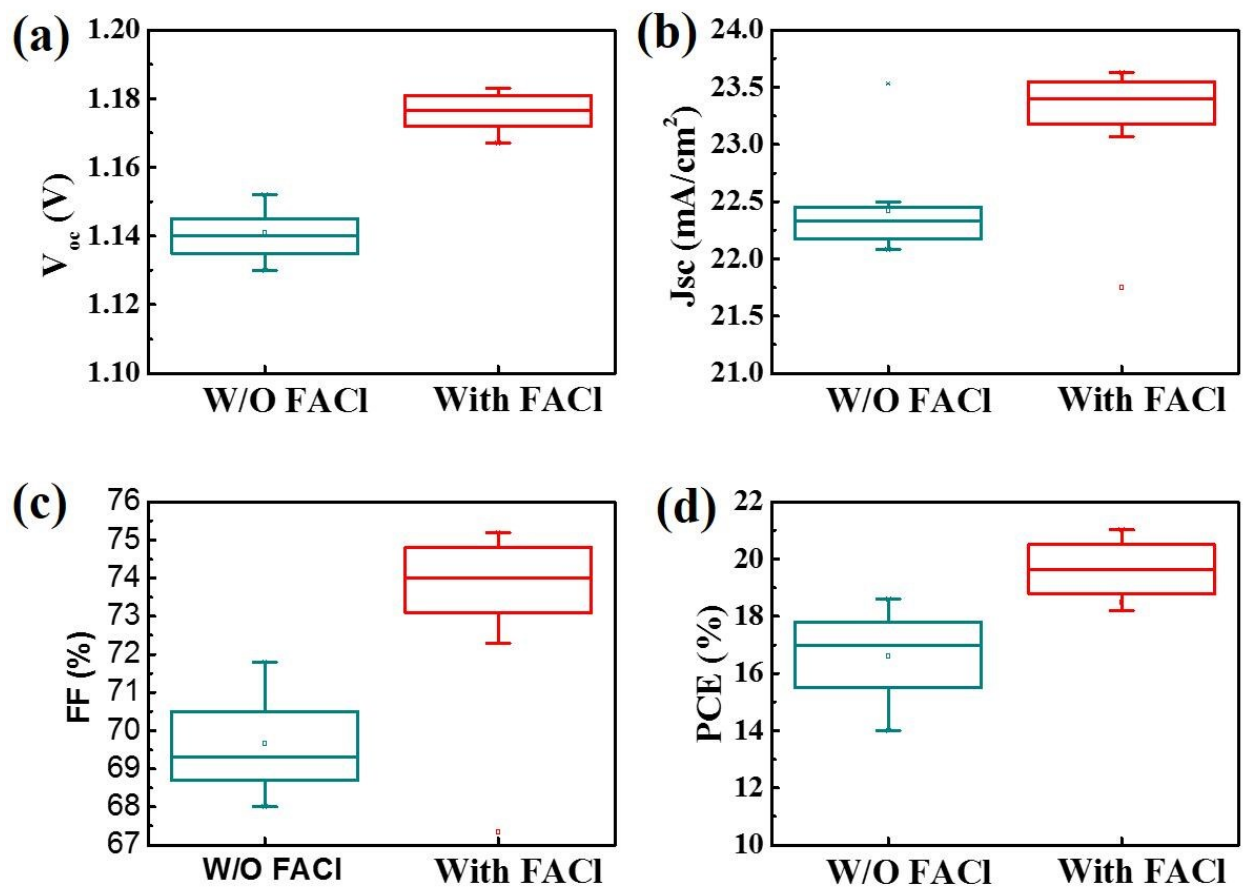 (a)
V_oc (V)
1.20
1.18
1.16
1.14
1.12
1.10
W/O FACl
With FACl
(b)
Jsc (mA/cm²)
24.0
23.5
23.0
22.5
22.0
21.5
21.0
W/O FACl
With FACl
(c)
FF (%)
76
75
74
73
72
71
70
69
68
67
W/O FACl
With FACl
(d)
PCE (%)
22
20
18
16
14
12
10
W/O FACl
With FACl